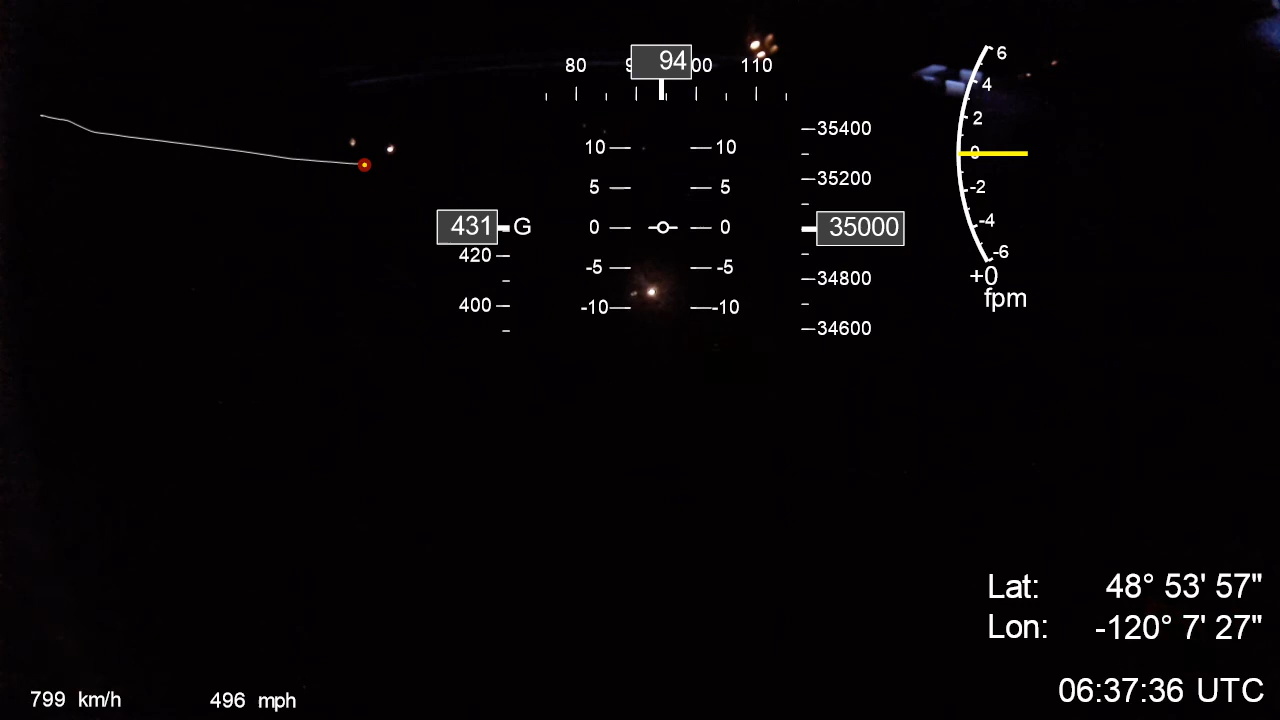 80 9 94 00 110
6
4
2
0
-2
-4
-6
+0
fpm
10 10
5 5
0 0
-5 -5
-10 -10
431 G
420
400
35400
35200
35000
34800
34600
Lat: 48° 53' 57"
Lon: -120° 7' 27"
06:37:36 UTC
799 km/h 496 mph